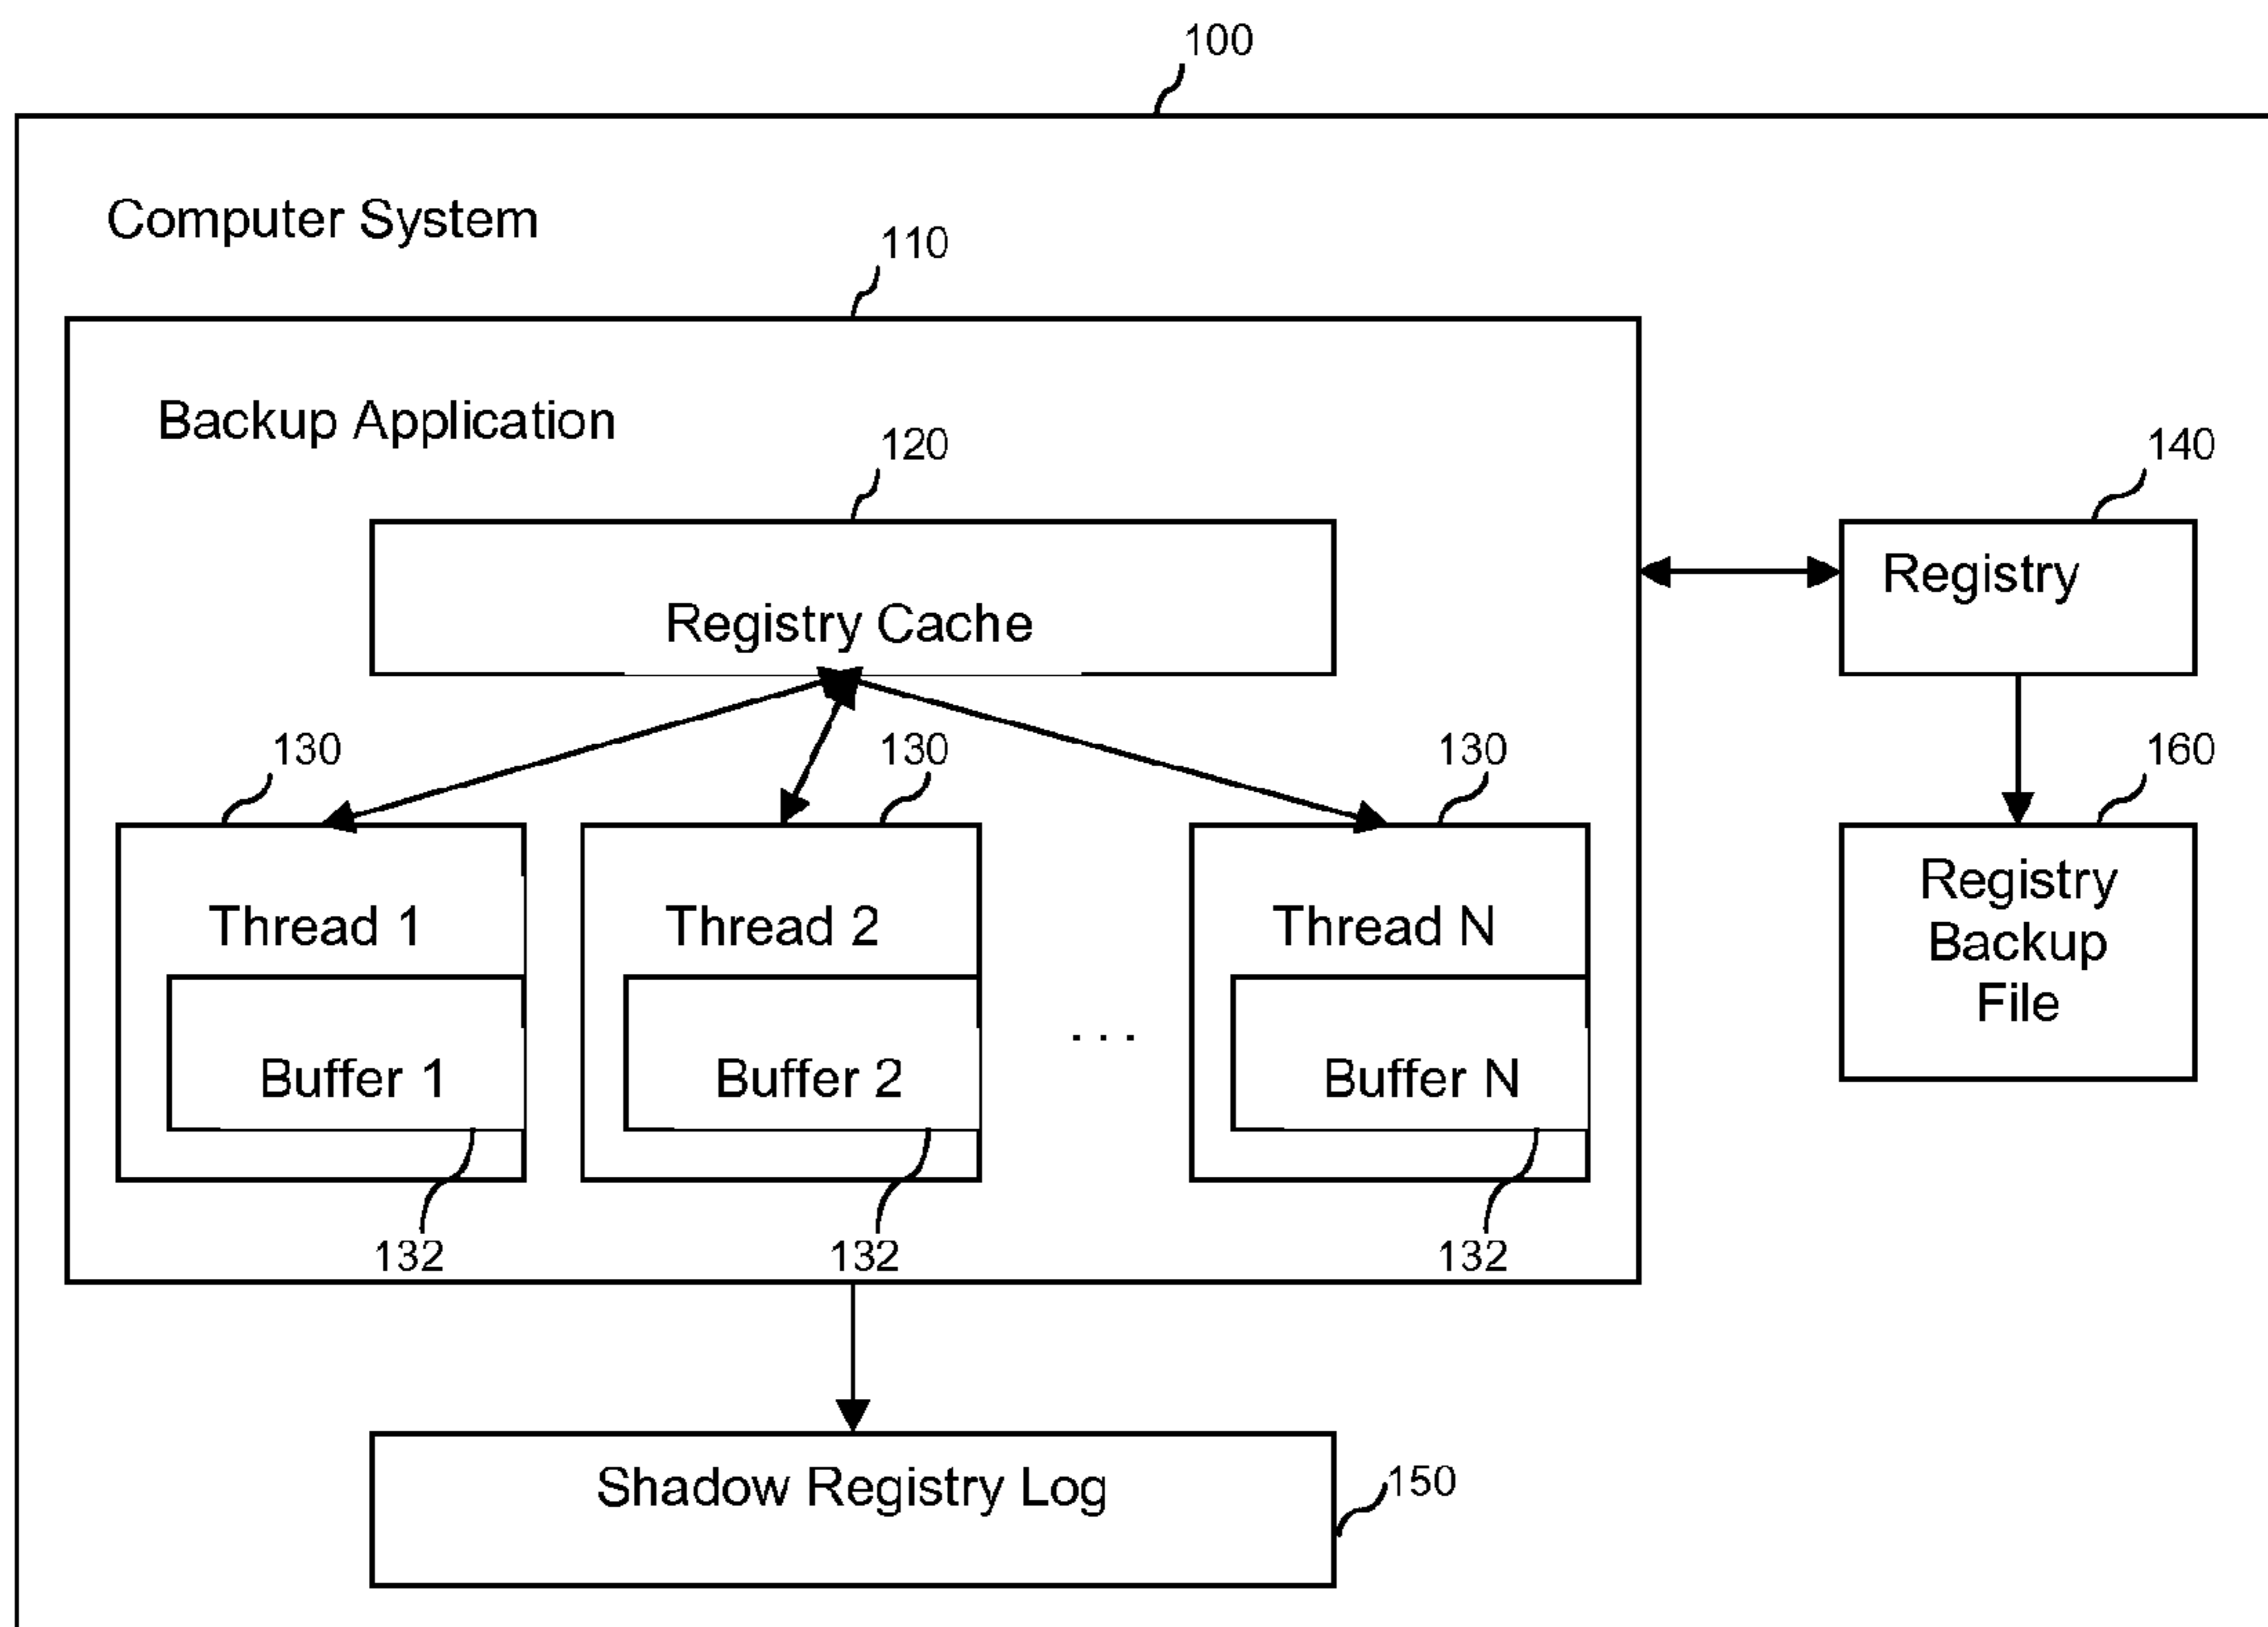 100
Computer System
110
Backup Application
120
140
Registry Cache
Registry
130
130
130
160
Thread 1
Thread 2
Thread N
Registry
Backup
File
Buffer 1
Buffer 2
. . .
Buffer N
132
132
132
Shadow Registry Log
150